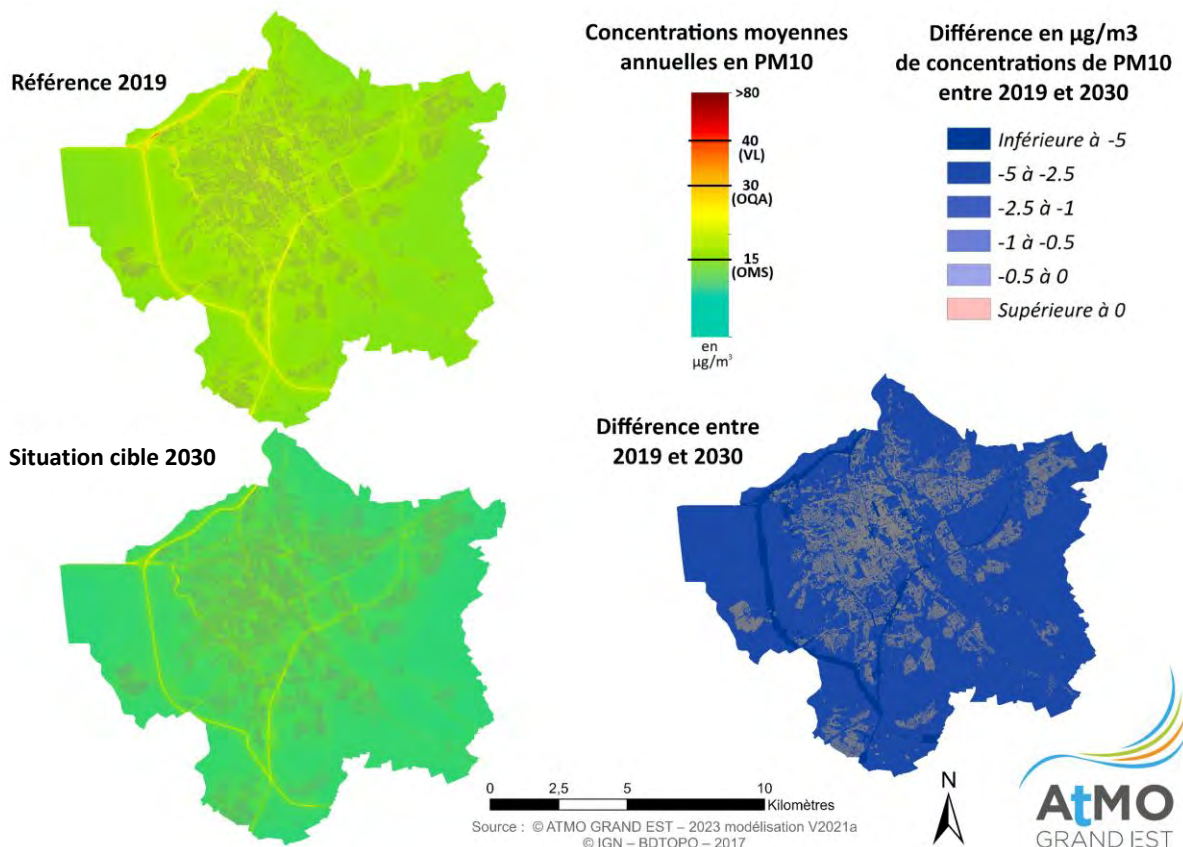 Référence 2019
Concentrations moyennes
annuelles en PM10
>80
40
(VL)
30
(OQA)
15
(OMS)
en
µg/m³
Différence en µg/m3
de concentrations de PM10
entre 2019 et 2030
Inférieure à -5
-5 à -2.5
-2.5 à -1
-1 à -0.5
-0.5 à 0
Supérieure à 0
Situation cible 2030
Différence entre
2019 et 2030
0 2,5 5 10
Kilomètres
Source : © ATMO GRAND EST – 2023 modélisation V2021a
© IGN – BDTOPO – 2017
N
AtMO
GRAND EST